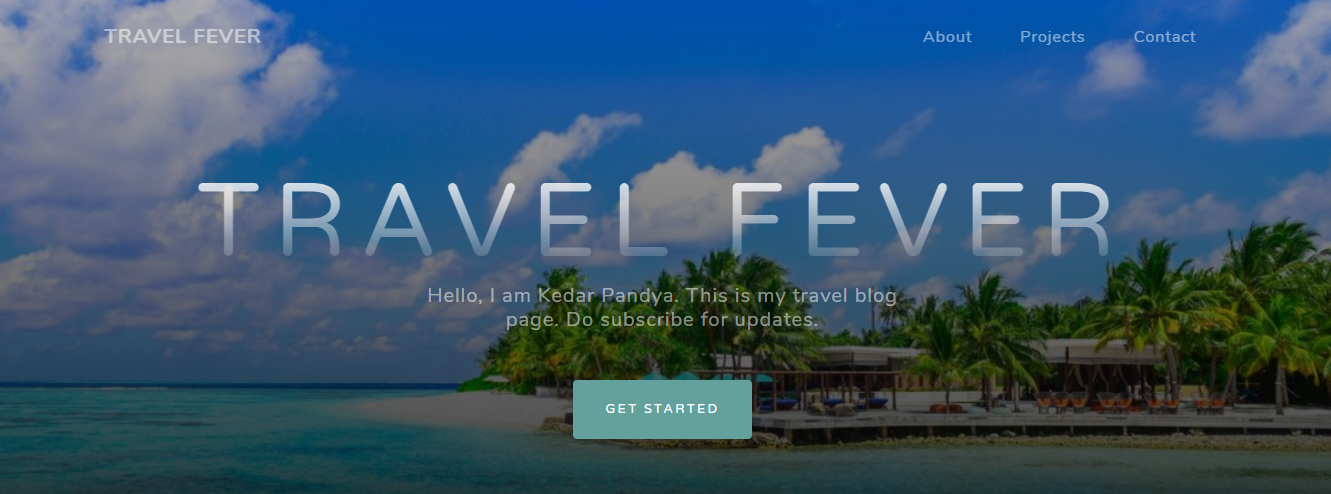 TRAVEL FEVER
About Projects Contact
TRAVEL FEVER
Hello, I am Kedar Pandya. This is my travel blog
page. Do subscribe for updates.
GET STARTED